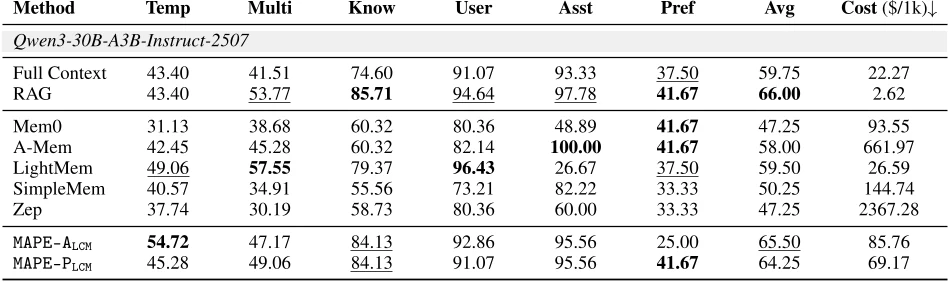 Method Temp Multi Know User Asst Pref Avg Cost ($/1k)↓
Qwen3-30B-A3B-Instruct-2507
Full Context 43.40 41.51 74.60 91.07 93.33 37.50 59.75 22.27
RAG 43.40 53.77 85.71 94.64 97.78 41.67 66.00 2.62
Mem0 31.13 38.68 60.32 80.36 48.89 41.67 47.25 93.55
A-Mem 42.45 45.28 60.32 82.14 100.00 41.67 58.00 661.97
LightMem 49.06 57.55 79.37 96.43 26.67 37.50 59.50 26.59
SimpleMem 40.57 34.91 55.56 73.21 82.22 33.33 50.25 144.74
Zep 37.74 30.19 58.73 80.36 60.00 33.33 47.25 2367.28
MAPE-A_LCM 54.72 47.17 84.13 92.86 95.56 25.00 65.50 85.76
MAPE-P_LCM 45.28 49.06 84.13 91.07 95.56 41.67 64.25 69.17